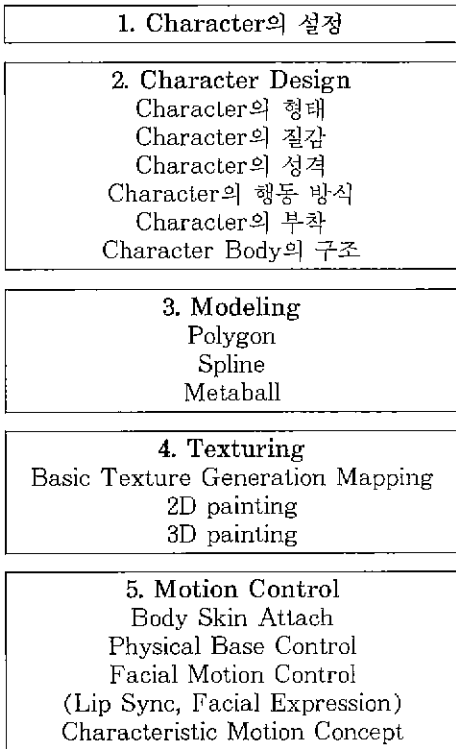 1. Character의 설정
2. Character Design
Character의 형태
Character의 질감
Character의 성격
Character의 행동 방식
Character의 부착
Character Body의 구조
3. Modeling
Polygon
Spline
Metaball
4. Texturing
Basic Texture Generation Mapping
2D painting
3D painting
5. Motion Control
Body Skin Attach
Physical Base Control
Facial Motion Control
(Lip Sync, Facial Expression)
Characteristic Motion Concept